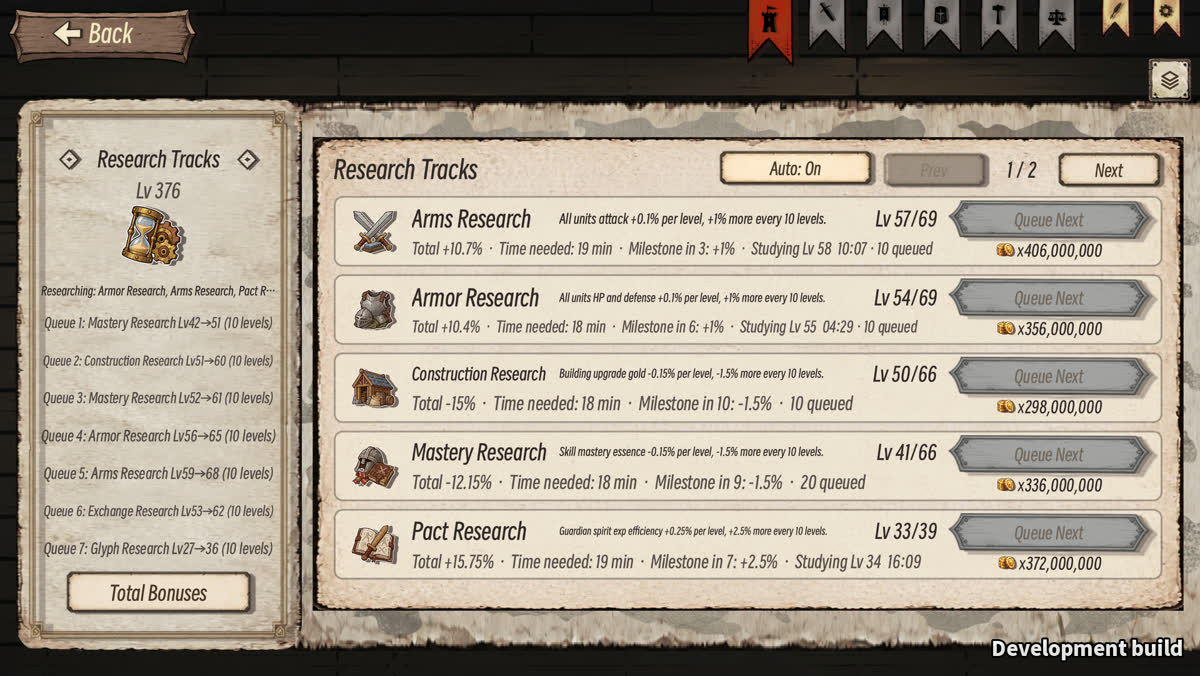 Back
Research Tracks
Lv 376
Researching: Armor Research, Arms Research, Pact R···
Queue 1: Mastery Research Lv42→51 (10 levels)
Queue 2: Construction Research Lv51→60 (10 levels)
Queue 3: Mastery Research Lv52→61 (10 levels)
Queue 4: Armor Research Lv56→65 (10 levels)
Queue 5: Arms Research Lv59→68 (10 levels)
Queue 6: Exchange Research Lv53→62 (10 levels)
Queue 7: Glyph Research Lv27→36 (10 levels)
Total Bonuses
Research Tracks
Auto: On
Prev
1 / 2
Next
Arms Research All units attack +0.1% per level, +1% more every 10 levels. Lv 57/69 Queue Next
Total +10.7% · Time needed: 19 min · Milestone in 3: +1% · Studying Lv 58 10:07 · 10 queued x406,000,000
Armor Research All units HP and defense +0.1% per level, +1% more every 10 levels. Lv 54/69 Queue Next
Total +10.4% · Time needed: 18 min · Milestone in 6: +1% · Studying Lv 55 04:29 · 10 queued x356,000,000
Construction Research Building upgrade gold -0.15% per level, -1.5% more every 10 levels. Lv 50/66 Queue Next
Total -15% · Time needed: 18 min · Milestone in 10: -1.5% · 10 queued x298,000,000
Mastery Research Skill mastery essence -0.15% per level, -1.5% more every 10 levels. Lv 41/66 Queue Next
Total -12.15% · Time needed: 18 min · Milestone in 9: -1.5% · 20 queued x336,000,000
Pact Research Guardian spirit exp efficiency +0.25% per level, +2.5% more every 10 levels. Lv 33/39 Queue Next
Total +15.75% · Time needed: 19 min · Milestone in 7: +2.5% · Studying Lv 34 16:09 x372,000,000
Development build